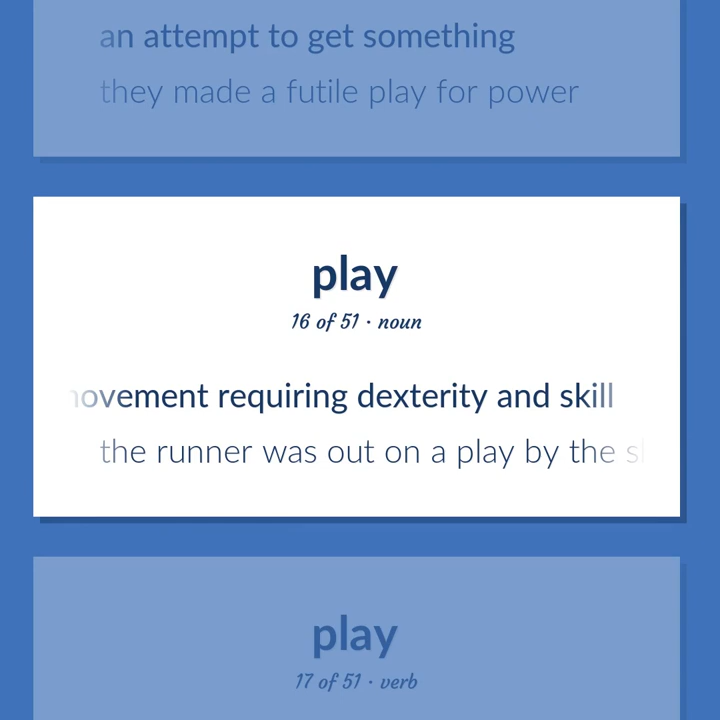 an attempt to get something
they made a futile play for power
play
16 of 51 · noun
movement requiring dexterity and skill
the runner was out on a play by the
play
17 of 51 · verb